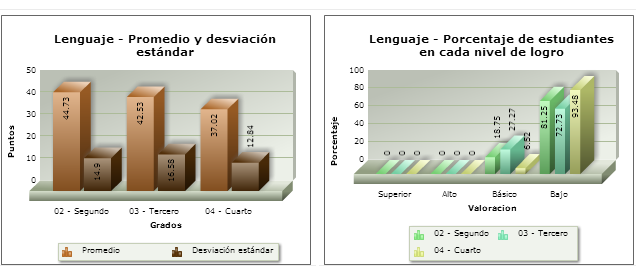 Lenguaje - Promedio y desviación
estándar
50
40
30
20
10
0
Puntos
44.73
14.9
42.53
16.58
37.02
12.84
02 - Segundo
03 - Tercero
04 - Cuarto
Grados
Promedio
Desviación estándar
Lenguaje - Porcentaje de estudiantes
en cada nivel de logro
100
80
60
40
20
0
Porcentaje
0
0
0
0
0
0
18.75
27.27
6.52
81.25
72.73
93.48
Superior
Alto
Básico
Bajo
Valoracion
02 - Segundo
03 - Tercero
04 - Cuarto